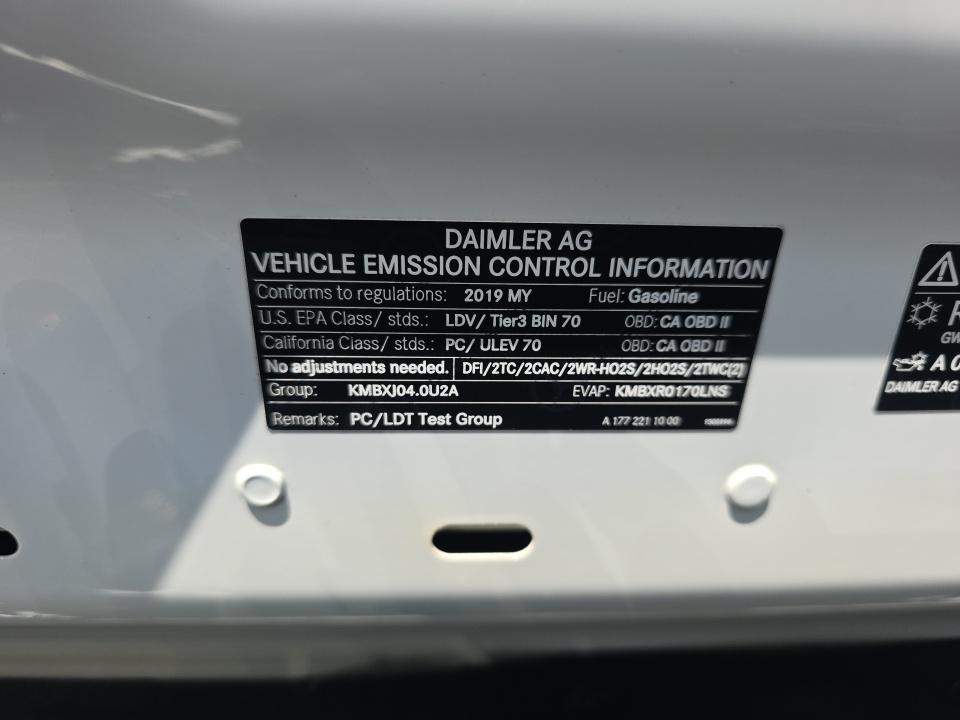 DAIMLER AG
VEHICLE EMISSION CONTROL INFORMATION
Conforms to regulations: 2019 MY Fuel: Gasoline
U.S. EPA Class/ stds.: LDV/ Tier3 BIN 70 OBD: CA OBD II
California Class/ stds.: PC/ ULEV 70 OBD: CA OBD II
No adjustments needed. DFI/2TC/2CAC/2WR-HO2S/2HO2S/2TWC(2)
Group: KMBXJ04.0U2A EVAP: KMBXR0170LNS
Remarks: PC/LDT Test Group A 177 221 10 00
R
GW
A 0
DAIMLER AG